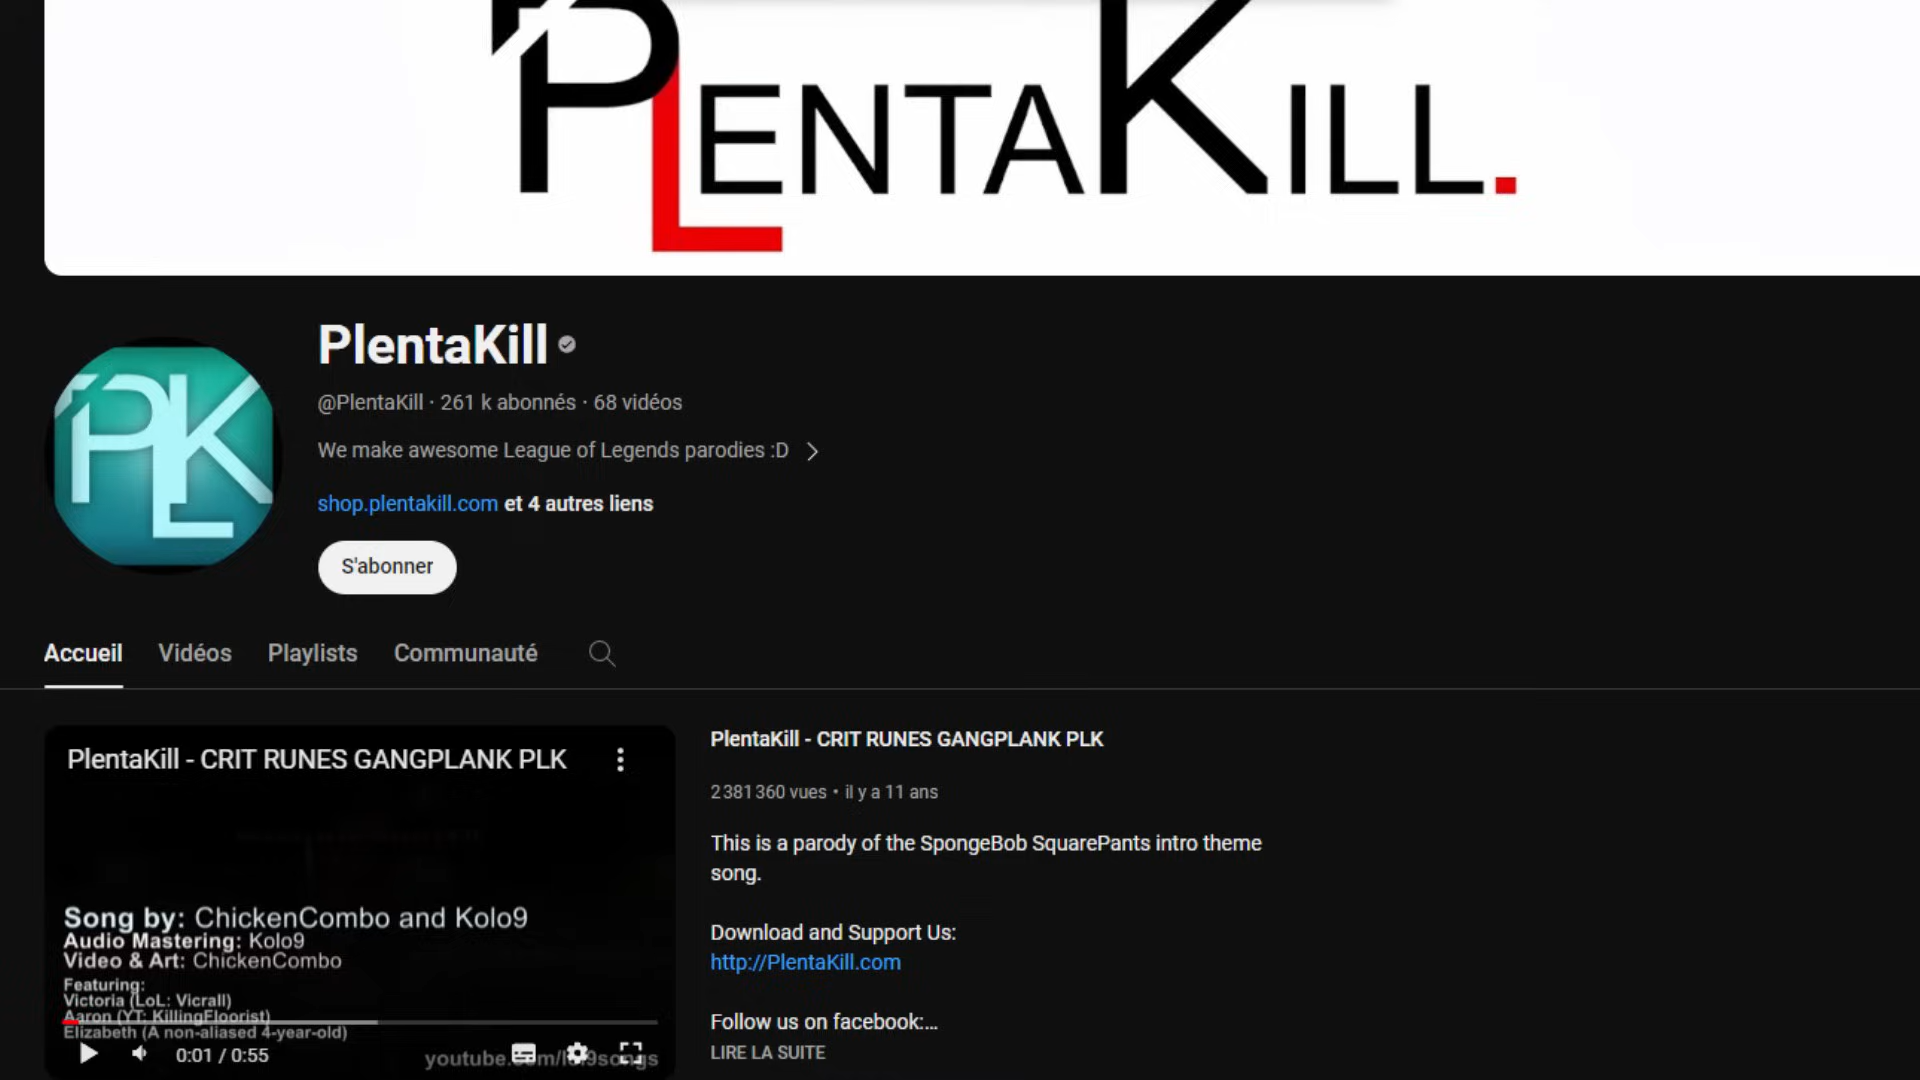 PLENTAKILL.
PLK
PlentaKill
@PlentaKill · 261 k abonnés · 68 vidéos
We make awesome League of Legends parodies :D
shop.plentakill.com et 4 autres liens
S'abonner
Accueil Vidéos Playlists Communauté
PlentaKill - CRIT RUNES GANGPLANK PLK
Song by: ChickenCombo and Kolo9
Audio Mastering: Kolo9
Video & Art: ChickenCombo
Featuring:
Victoria (LoL: Vicrall)
Aaron (YT: KillingFloorist)
Elizabeth (A non-aliased 4-year-old)
0:01 / 0:55
PlentaKill - CRIT RUNES GANGPLANK PLK
2 381 360 vues • il y a 11 ans
This is a parody of the SpongeBob SquarePants intro theme
song.
Download and Support Us:
http://PlentaKill.com
Follow us on facebook:...
LIRE LA SUITE